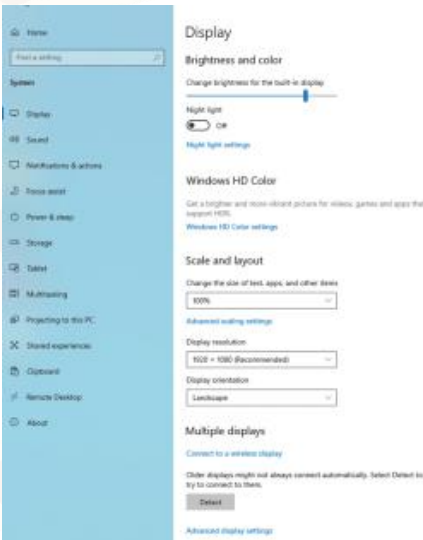 Home
Find a setting
System
Display
Sound
Notifications & actions
Focus assist
Power & sleep
Storage
Tablet
Multitasking
Projecting to this PC
Shared experiences
Clipboard
Remote Desktop
About
Display
Brightness and color
Change brightness for the built-in display
Night light
Off
Night light settings
Windows HD Color
Get a brighter and more vibrant picture for videos, games and apps that
support HDR.
Windows HD Color settings
Scale and layout
Change the size of text, apps, and other items
100%
Advanced scaling settings
Display resolution
1920 × 1080 (Recommended)
Display orientation
Landscape
Multiple displays
Connect to a wireless display
Older displays might not always connect automatically. Select Detect to
try to connect to them.
Detect
Advanced display settings